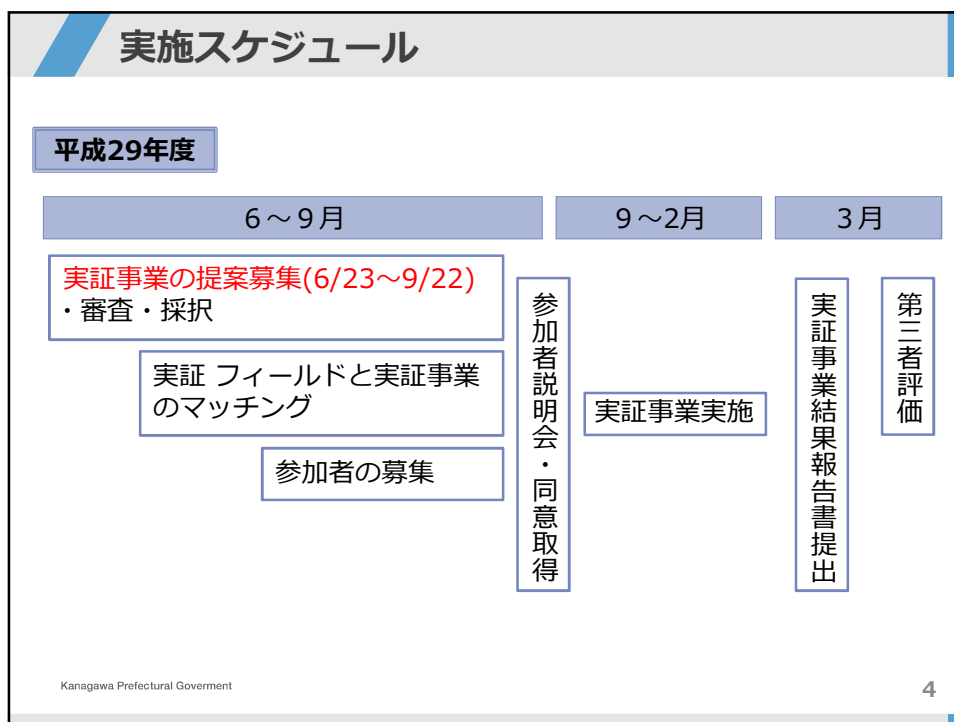 実施スケジュール
平成29年度
6～9月
9～2月
3月
実証事業の提案募集(6/23～9/22)
・審査・採択
実証 フィールドと実証事業
のマッチング
参加者の募集
参加者説明会・同意取得
実証事業実施
実証事業結果報告書提出
第三者評価
Kanagawa Prefectural Goverment
4